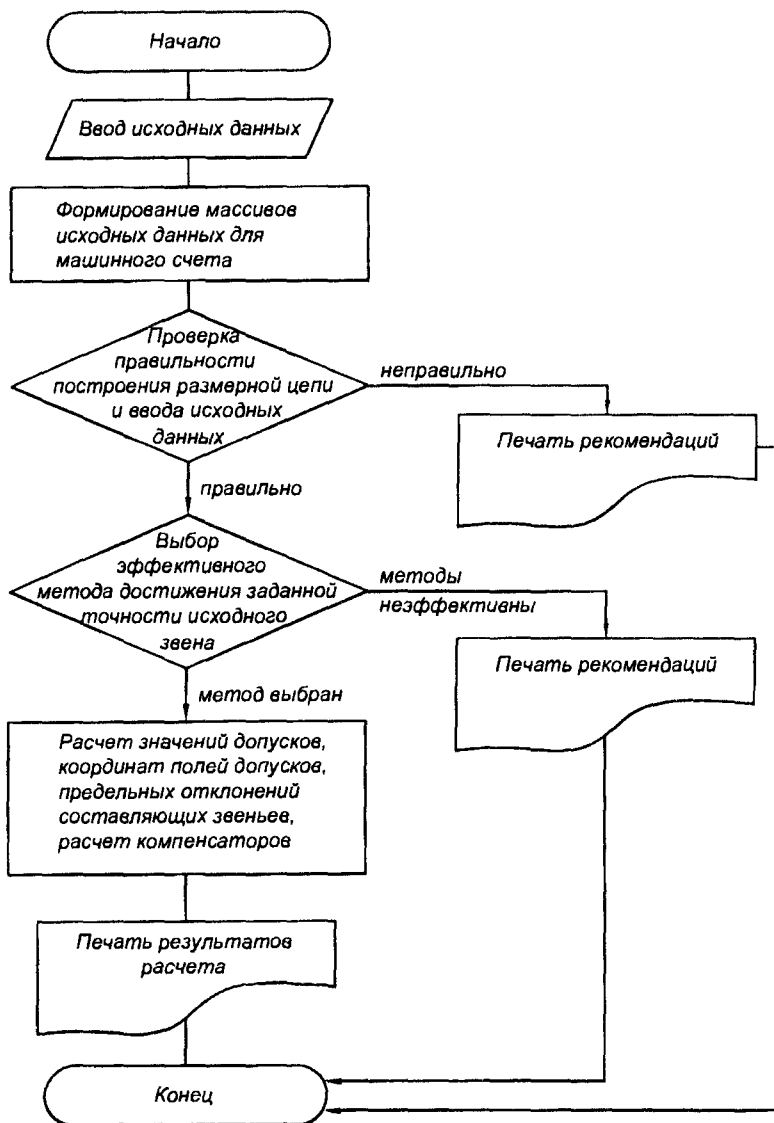 Начало
Ввод исходных данных
Формирование массивов
исходных данных для
машинного счета
Проверка
правильности
построения размерной цепи
и ввода исходных
данных
неправильно
Печать рекомендаций
правильно
Выбор
эффективного
метода достижения заданной
точности исходного
звена
методы
неэффективны
Печать рекомендаций
метод выбран
Расчет значений допусков,
координат полей допусков,
предельных отклонений
составляющих звеньев,
расчет компенсаторов
Печать результатов
расчета
Конец